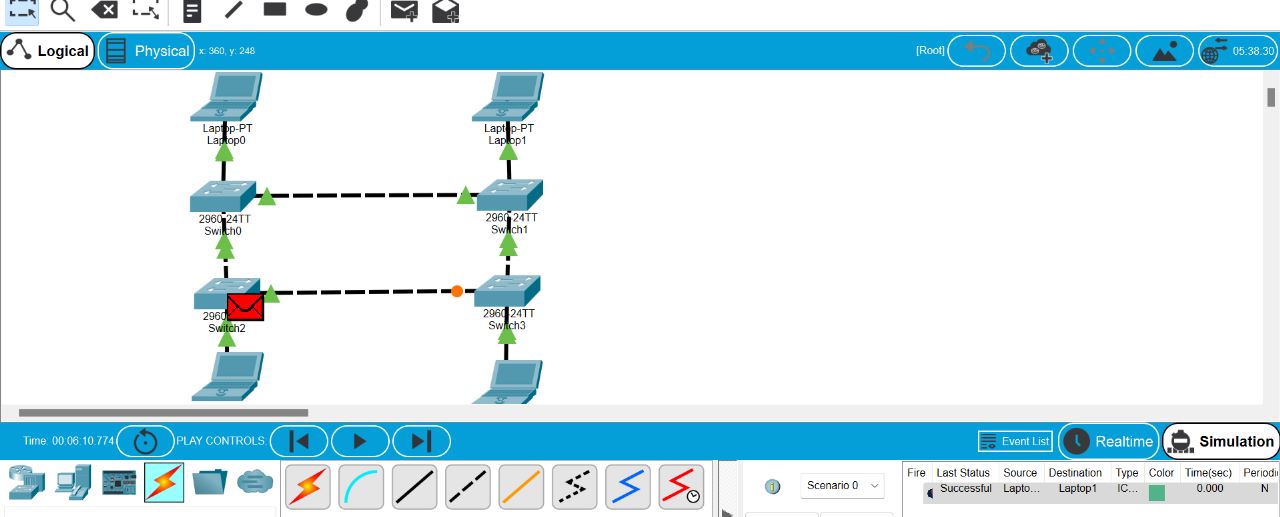 Logical Physical x: 360, y: 248 [Root] 05:38:30
Laptop-PT Laptop-PT
Laptop0 Laptop1
2960-24TT 2960-24TT
Switch0 Switch1
2960 2960-24TT
Switch2 Switch3
Time: 00:06:10.774 PLAY CONTROLS: Event List Realtime Simulation
Fire Last Status Source Destination Type Color Time(sec) Periodi
Scenario 0 Successful Lapto... Laptop1 IC... 0.000 N